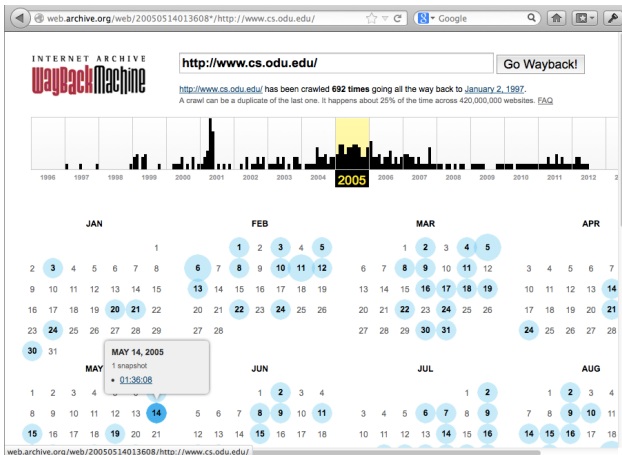 web.archive.org/web/20050514013608*/http://www.cs.odu.edu/
Google
INTERNET ARCHIVE
WayBackMachine
http://www.cs.odu.edu/
Go Wayback!
http://www.cs.odu.edu/ has been crawled 692 times going all the way back to January 2, 1997.
A crawl can be a duplicate of the last one. It happens about 25% of the time across 420,000,000 websites. FAQ
1996 1997 1998 1999 2000 2001 2002 2003 2004 2005 2006 2007 2008 2009 2010 2011 2012 2
JAN FEB MAR APR
1 1 2 3 4 5 1 2 3 4 5
2 3 4 5 6 7 8 6 7 8 9 10 11 12 6 7 8 9 10 11 12 3 4 5 6 7
9 10 11 12 13 14 15 13 14 15 16 17 18 19 13 14 15 16 17 18 19 10 11 12 13 14
16 17 18 19 20 21 22 20 21 22 23 24 25 26 20 21 22 23 24 25 26 17 18 19 20 21
23 24 25 26 27 28 29 27 28 27 28 29 30 31 24 25 26 27 28
30 31
MAY 14, 2005
1 snapshot
01:36:08
MAY JUN JUL AUG
1 2 3 4 5 6 1 2 3 4 1 2 1 2 3 4
8 9 10 11 12 13 14 5 6 7 8 9 10 11 3 4 5 6 7 8 9 7 8 9 10 11
15 16 17 18 19 20 21 12 13 14 15 16 17 18 10 11 12 13 14 15 16 14 15 16 17 18
web.archive.org/web/20050514013608/http://www.cs.odu.edu/